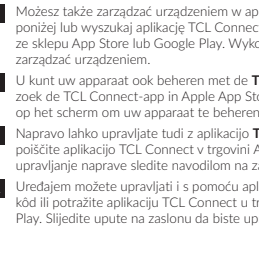 Możesz także zarządzać urządzeniem w ap
poniżej lub wyszukaj aplikację TCL Connec
ze sklepu App Store lub Google Play. Wyko
zarządzać urządzeniem.
U kunt uw apparaat ook beheren met de T
zoek de TCL Connect-app in Apple App Sto
op het scherm om uw apparaat te beheren
Napravo lahko upravljate tudi z aplikacijo T
poiščite aplikacijo TCL Connect v trgovini A
upravljanje naprave sledite navodilom na za
Uređajem možete upravljati i s pomoću apl
kôd ili potražite aplikaciju TCL Connect u tr
Play. Slijedite upute na zaslonu da biste up